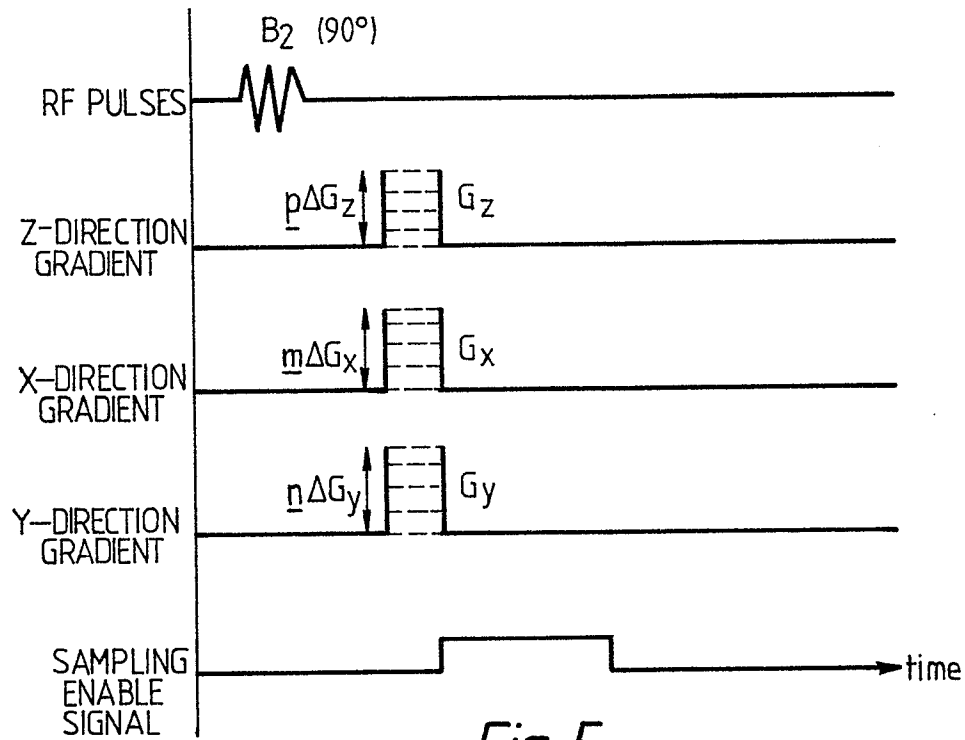 B2 (90°)
RF PULSES
pΔGz
Gz
Z-DIRECTION
GRADIENT
mΔGx
Gx
X-DIRECTION
GRADIENT
nΔGy
Gy
Y-DIRECTION
GRADIENT
SAMPLING
ENABLE
SIGNAL
time